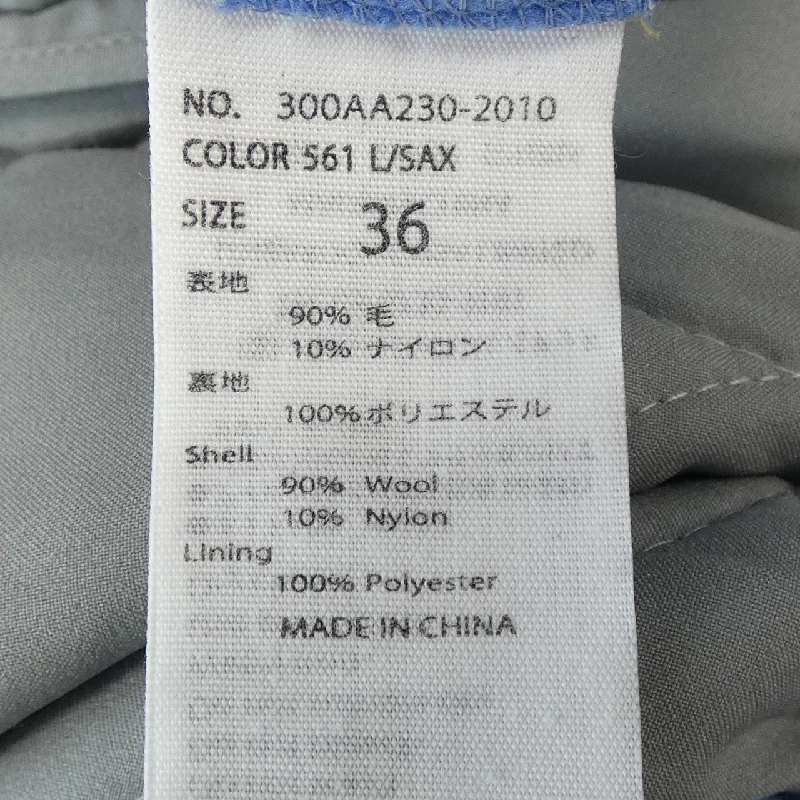 NO. 300AA230-2010
COLOR 561 L/SAX
SIZE 36
表地
90% 毛
10% ナイロン
裏地
100% ポリエステル
Shell
90% Wool
10% Nylon
Lining
100% Polyester
MADE IN CHINA